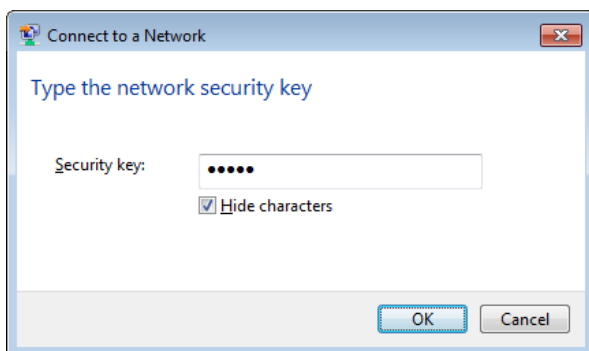 Connect to a Network
Type the network security key
Security key: •••••
Hide characters
OK Cancel